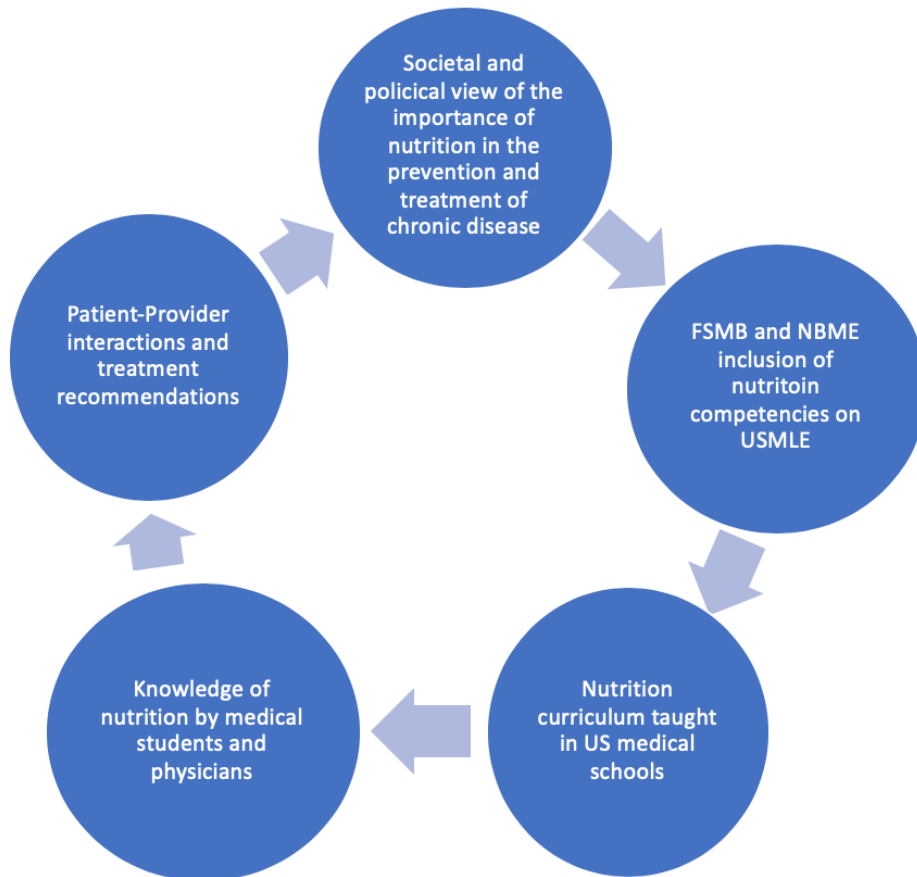 Societal and
policical view of the
importance of
nutrition in the
prevention and
treatment of
chronic disease
FSMB and NBME
inclusion of
nutritoin
competencies on
USMLE
Nutrition
curriculum taught
in US medical
schools
Knowledge of
nutrition by medical
students and
physicians
Patient-Provider
interactions and
treatment
recommendations